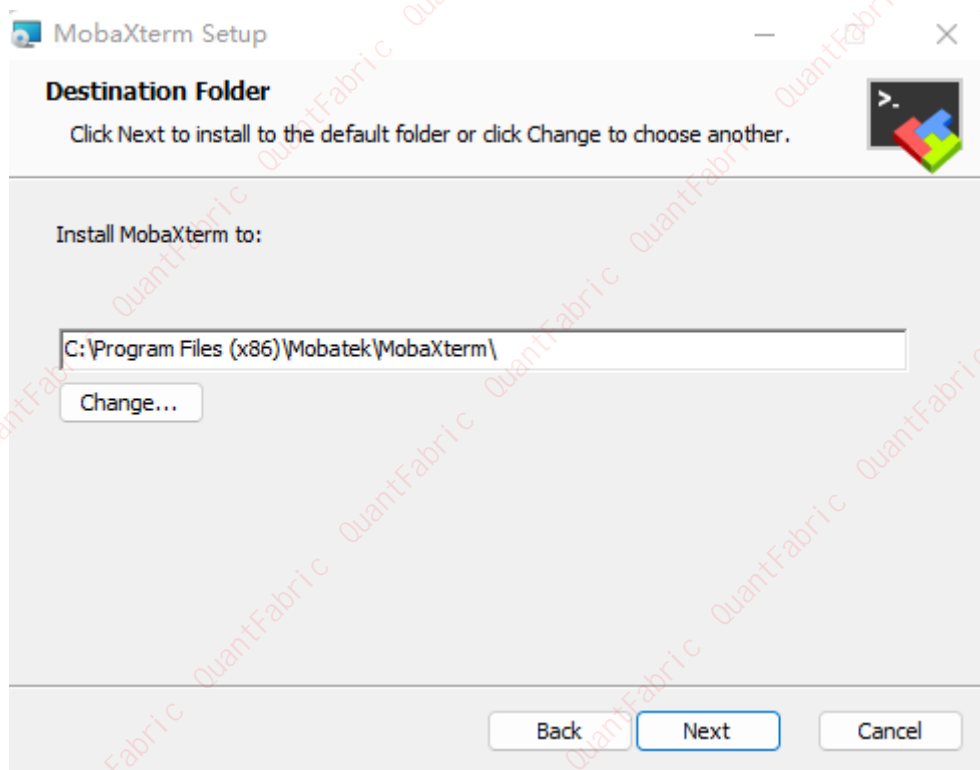 MobaXterm Setup
Destination Folder
Click Next to install to the default folder or click Change to choose another.
>.
Install MobaXterm to:
C:\Program Files (x86)\Mobatek\MobaXterm\
Change...
Back Next Cancel
QuantFabric